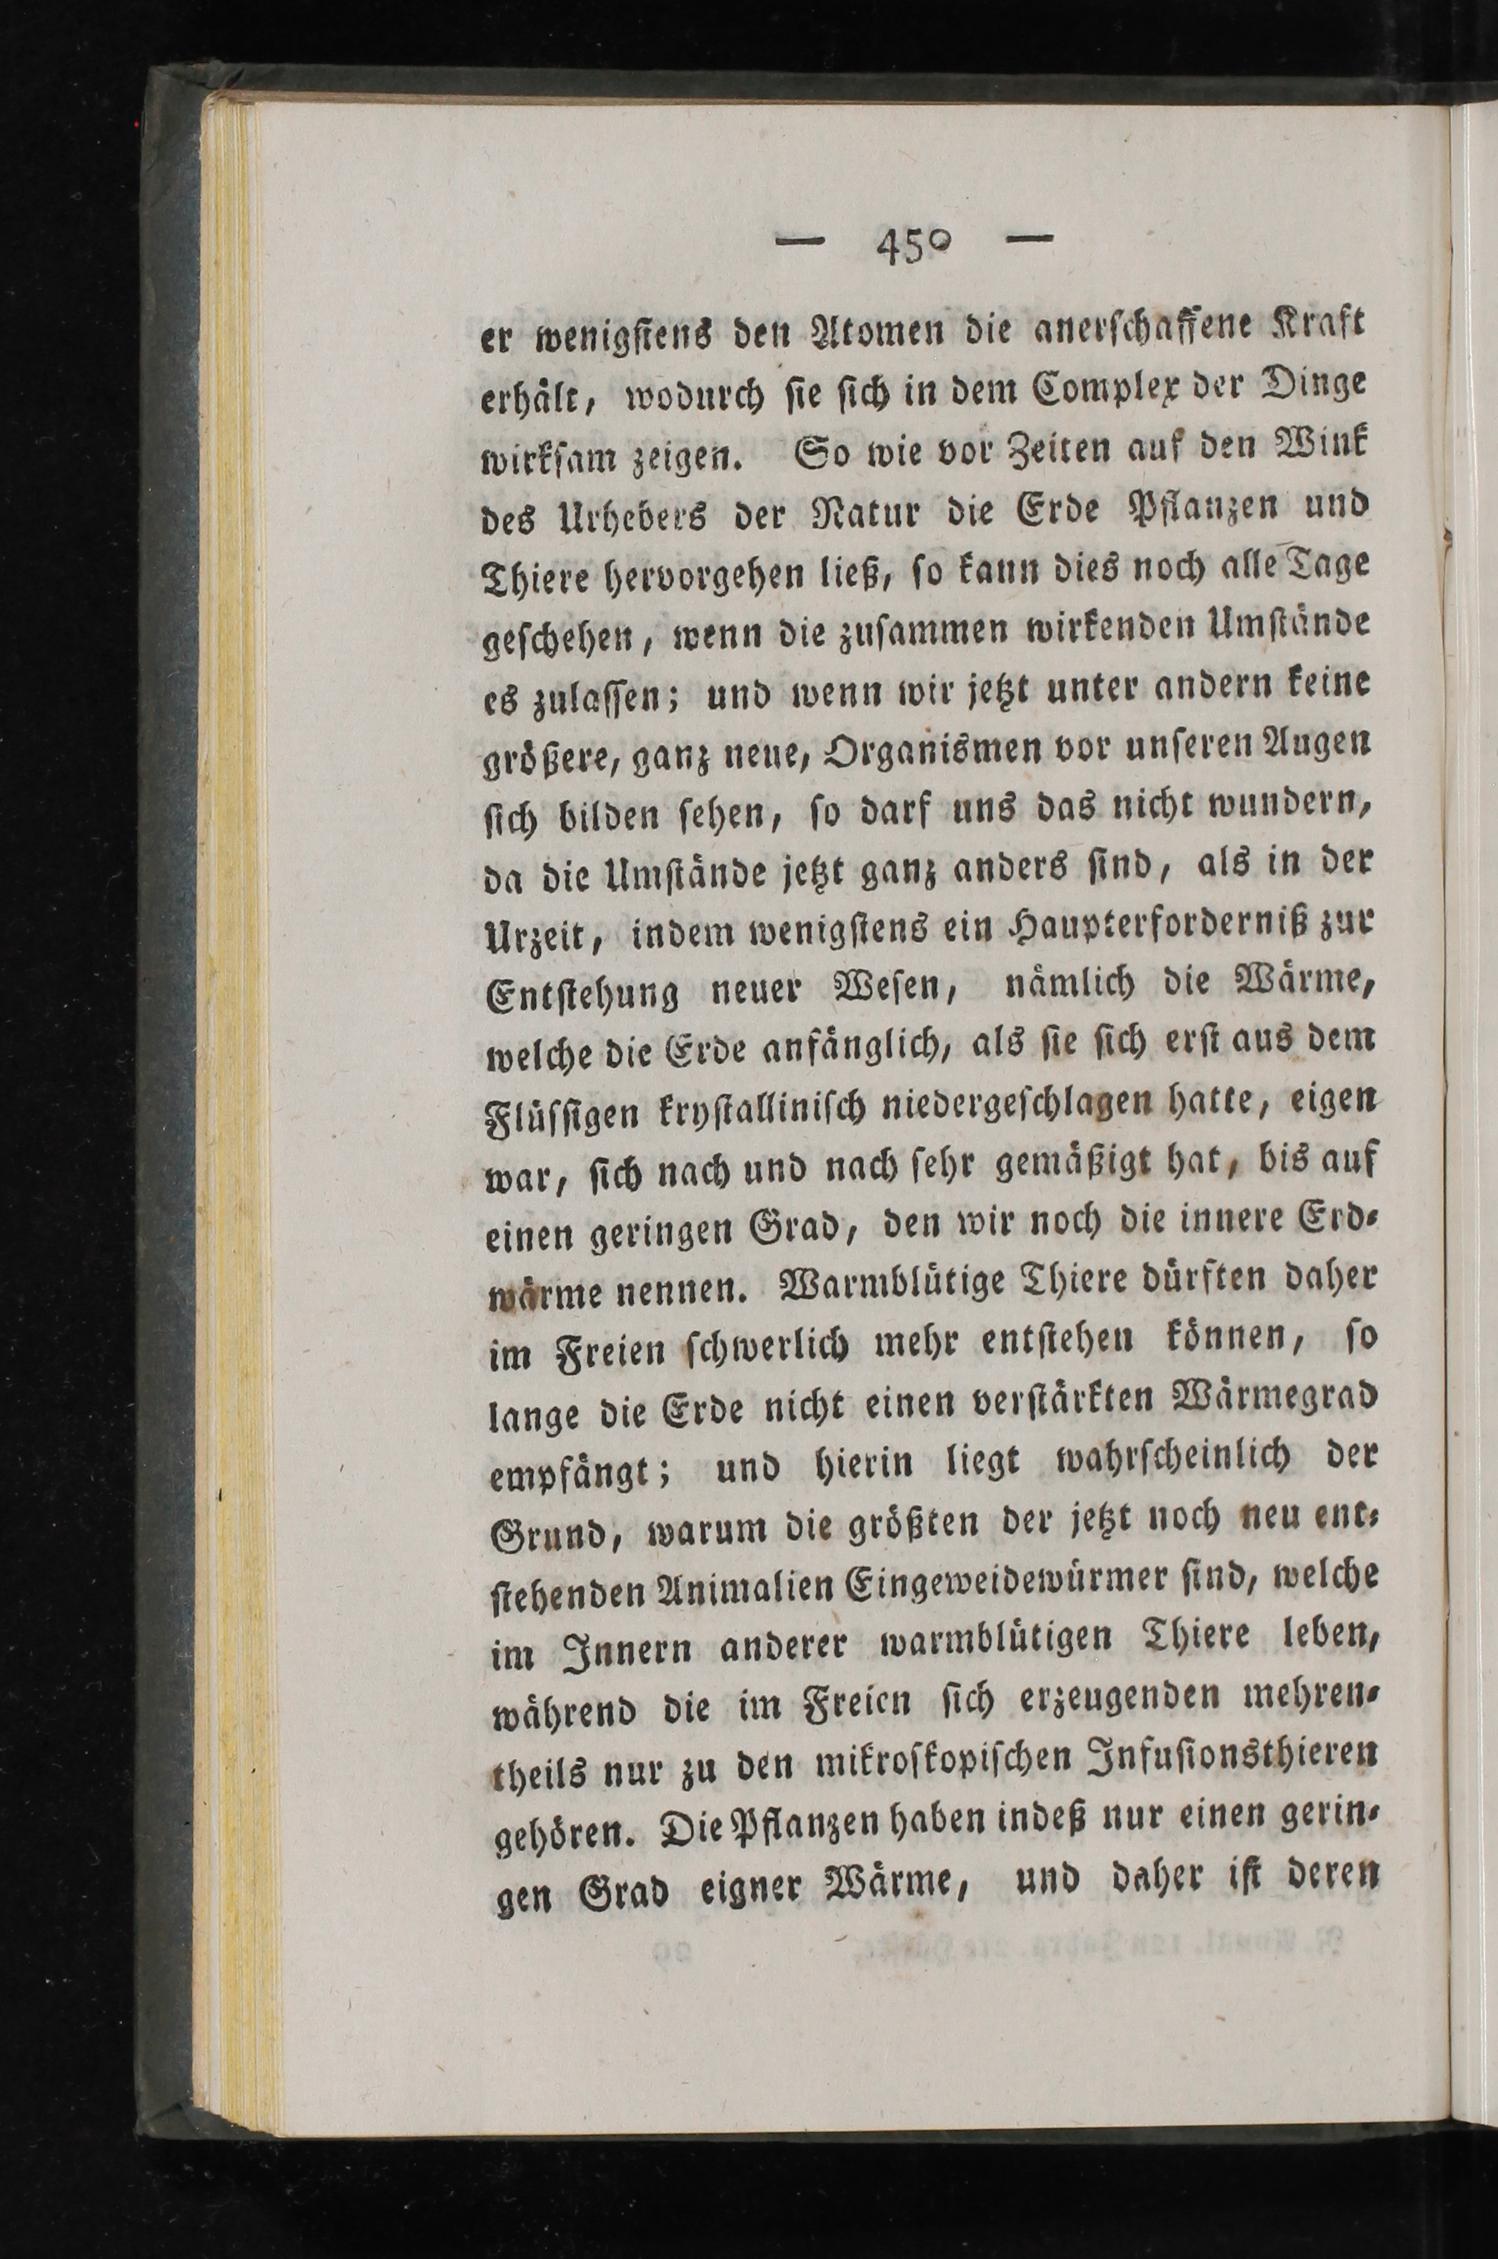 — 450 —
er wenigſtens den Atomen die anerſchaffene Kraft
erhält, wodurch ſie ſich in dem Complex der Dinge
wirkſam zeigen. So wie vor Zeiten auf den Wink
des Urhebers der Natur die Erde Pflanzen und
Thiere hervorgehen ließ, ſo kann dies noch alle Tage
geſchehen, wenn die zuſammen wirkenden Umſtände
es zulaſſen; und wenn wir jetzt unter andern keine
größere, ganz neue, Organismen vor unſeren Augen
ſich bilden ſehen, ſo darf uns das nicht wundern,
da die Umſtände jetzt ganz anders ſind, als in der
Urzeit, indem wenigſtens ein Haupterforderniß zur
Entſtehung neuer Weſen, nämlich die Wärme,
welche die Erde anfänglich, als ſie ſich erſt aus dem
Flüſſigen kryſtalliniſch niedergeſchlagen hatte, eigen
war, ſich nach und nach ſehr gemäßigt hat, bis auf
einen geringen Grad, den wir noch die innere Erd⸗
wärme nennen. Warmblütige Thiere dürften daher
im Freien ſchwerlich mehr entſtehen können, ſo
lange die Erde nicht einen verſtärkten Wärmegrad
empfängt; und hierin liegt wahrſcheinlich der
Grund, warum die größten der jetzt noch neu ent⸗
ſtehenden Animalien Eingeweidewürmer ſind, welche
im Innern anderer warmblütigen Thiere leben,
während die im Freien ſich erzeugenden mehren⸗
theils nur zu den mikroſkopiſchen Infuſionsthieren
gehören. Die Pflanzen haben indeß nur einen gerin⸗
gen Grad eigner Wärme, und daher iſt deren